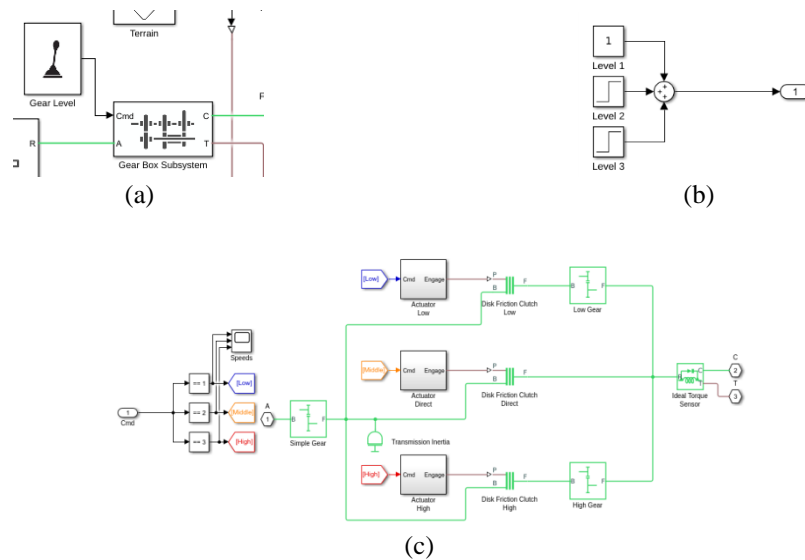 Terrain
Gear Level
F
Cmd
C
R
A
T
Gear Box Subsystem
(a)
1
Level 1
Level 2
Level 3
+
+
+
1
(b)
[Low]
Cmd
Engage
Actuator
Low
P
B
F
Disk Friction Clutch
Low
B
F
Low Gear
Speeds
== 1
[Low]
1
Cmd
== 2
[Middle]
== 3
[High]
A
1
B
F
Simple Gear
Transmission Inertia
[Middle]
Cmd
Engage
Actuator
Direct
P
B
F
Disk Friction Clutch
Direct
C
2
T
3
C
T
Ideal Torque
Sensor
[High]
Cmd
Engage
Actuator
High
P
B
F
Disk Friction Clutch
High
B
F
High Gear
(c)